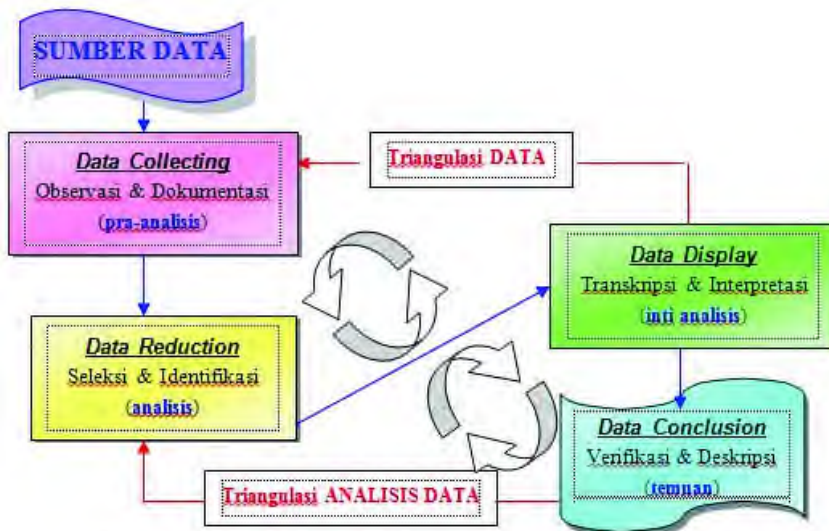 SUMBER DATA
Data Collecting
Observasi & Dokumentasi
(pra-analisis)
Triangulasi DATA
Data Display
Transkripsi & Interpretasi
(inti analisis)
Data Reduction
Seleksi & Identifikasi
(analisis)
Data Conclusion
Verifikasi & Deskripsi
(temuan)
Triangulasi ANALISIS DATA